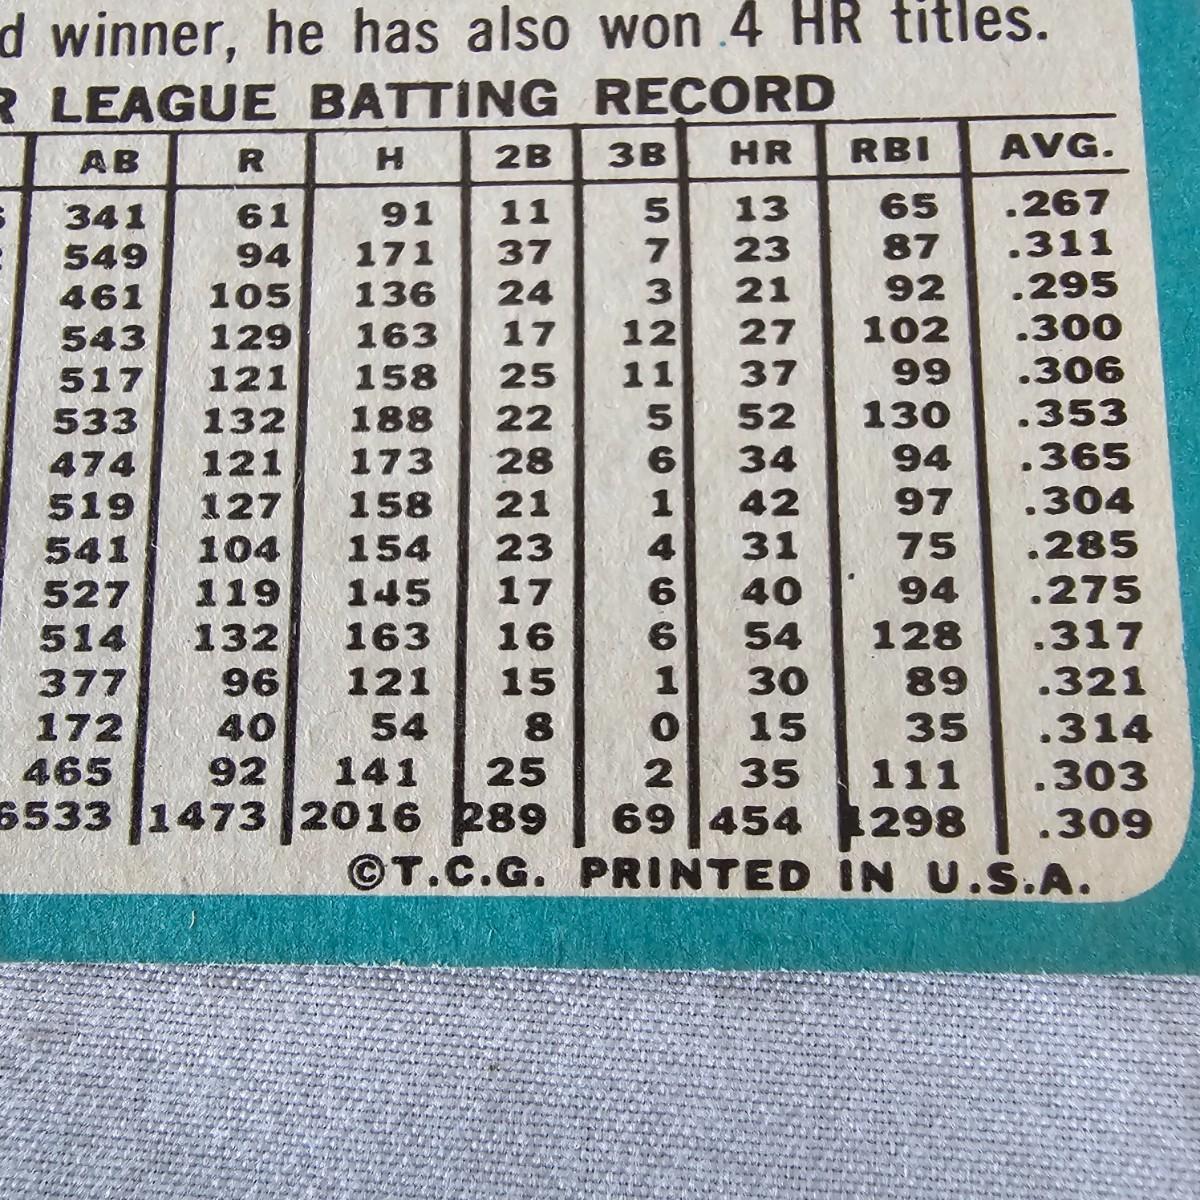 d winner, he has also won 4 HR titles.
R LEAGUE BATTING RECORD
AB R H 2B 3B HR RBI AVG.
341 61 91 11 5 13 65 .267
549 94 171 37 7 23 87 .311
461 105 136 24 3 21 92 .295
543 129 163 17 12 27 102 .300
517 121 158 25 11 37 99 .306
533 132 188 22 5 52 130 .353
474 121 173 28 6 34 94 .365
519 127 158 21 1 42 97 .304
541 104 154 23 4 31 75 .285
527 119 145 17 6 40 94 .275
514 132 163 16 6 54 128 .317
377 96 121 15 1 30 89 .321
172 40 54 8 0 15 35 .314
465 92 141 25 2 35 111 .303
6533 1473 2016 289 69 454 1298 .309
©T.C.G. PRINTED IN U.S.A.